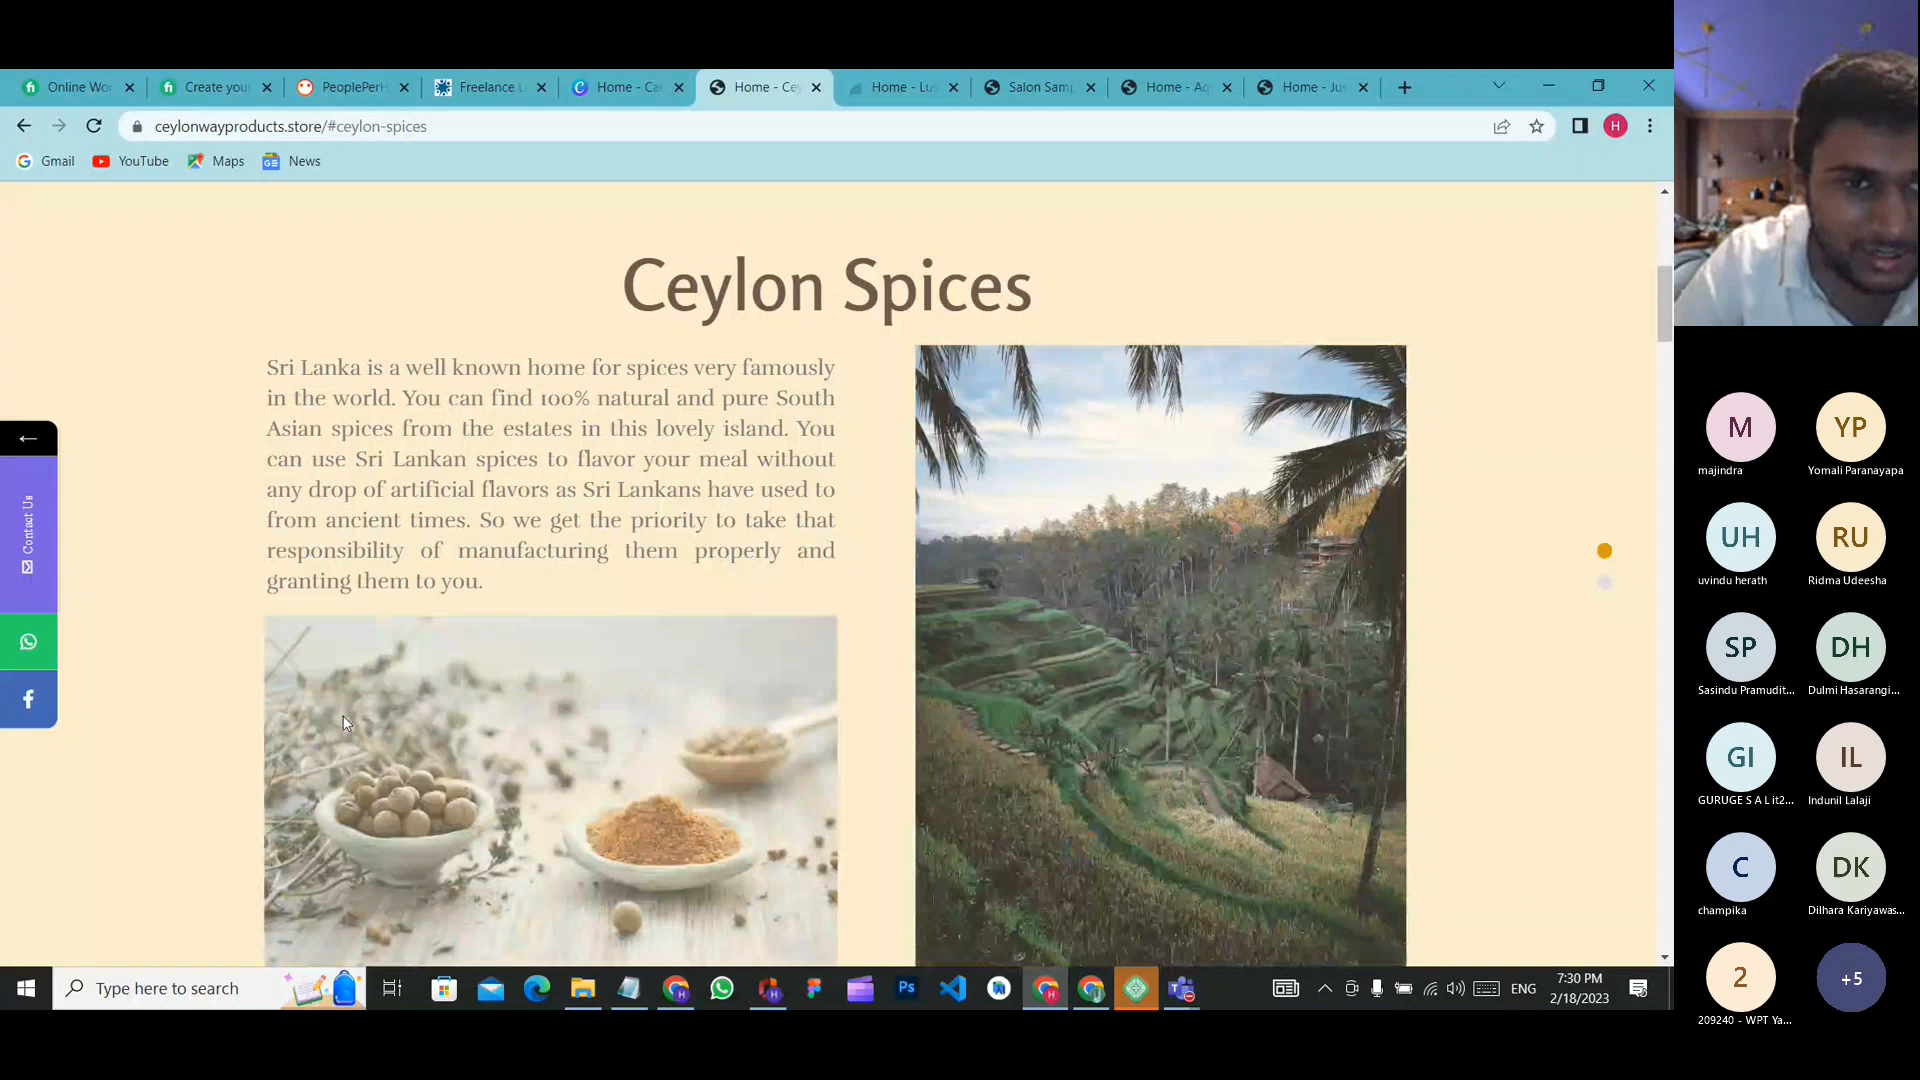 Online Wo
Create you
PeoplePerH
Freelance L
Home - Ca
Home - Cey
Home - Lus
Salon Samp
Home - Aq
Home - Jus
ceylonwayproducts.store/#ceylon-spices
H
Gmail
YouTube
Maps
News
Ceylon Spices
Sri Lanka is a well known home for spices very famously
in the world. You can find 100% natural and pure South
Asian spices from the estates in this lovely island. You
can use Sri Lankan spices to flavor your meal without
any drop of artificial flavors as Sri Lankans have used to
from ancient times. So we get the priority to take that
responsibility of manufacturing them properly and
granting them to you.
Contact Us
M
majindra
YP
Yomali Paranayapa
UH
uvindu herath
RU
Ridma Udeesha
SP
Sasindu Pramudit...
DH
Dulmi Hasarangi...
GI
GURUGE S A L it2...
IL
Indunil Lalaji
C
champika
DK
Dilhara Kariyawas...
2
209240 - WPT Ya...
+5
Type here to search
Ps
ENG
7:30 PM
2/18/2023